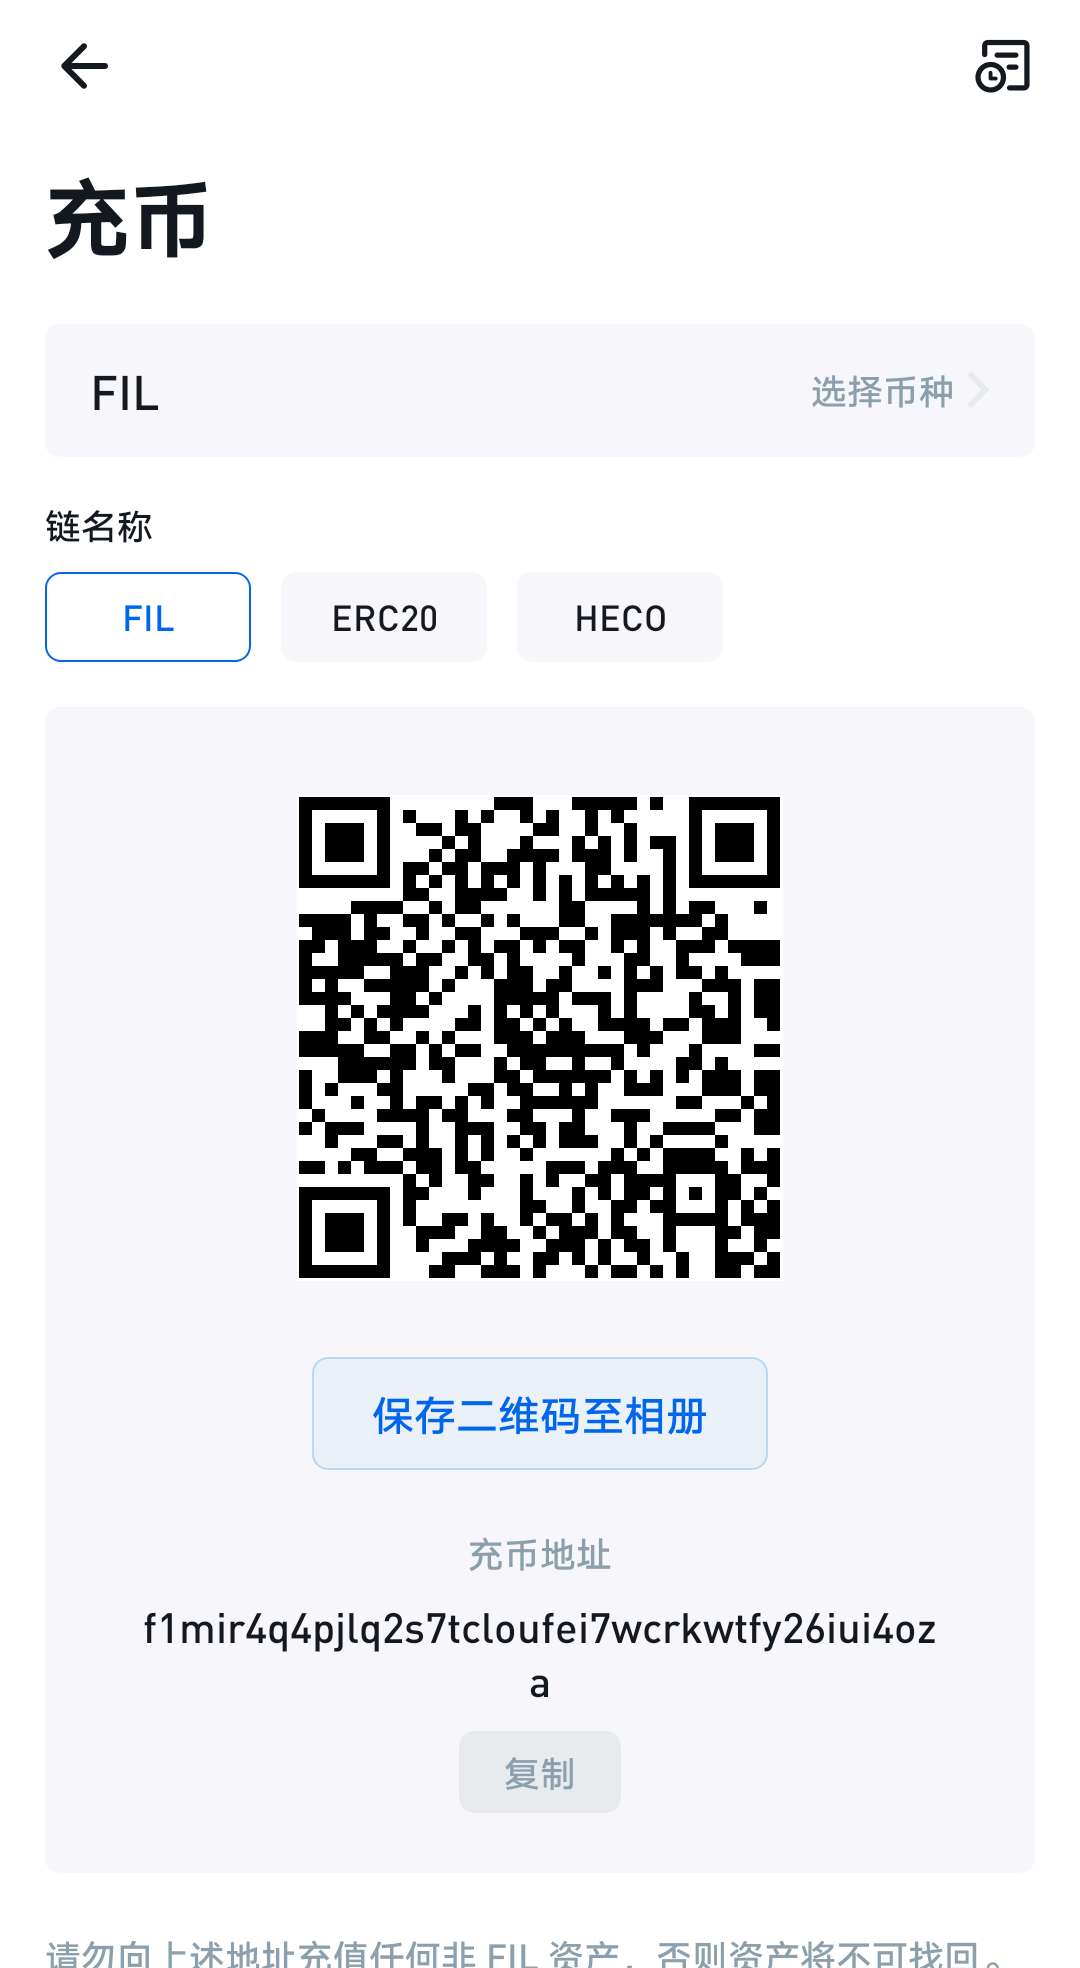 充币
FIL 选择币种
链名称
FIL ERC20 HECO
保存二维码至相册
充币地址
f1mir4q4pjlq2s7tcloufei7wcrkwtfy26iui4oz
a
复制
请勿向上述地址充值任何非 FIL 资产，否则资产将不可找回。